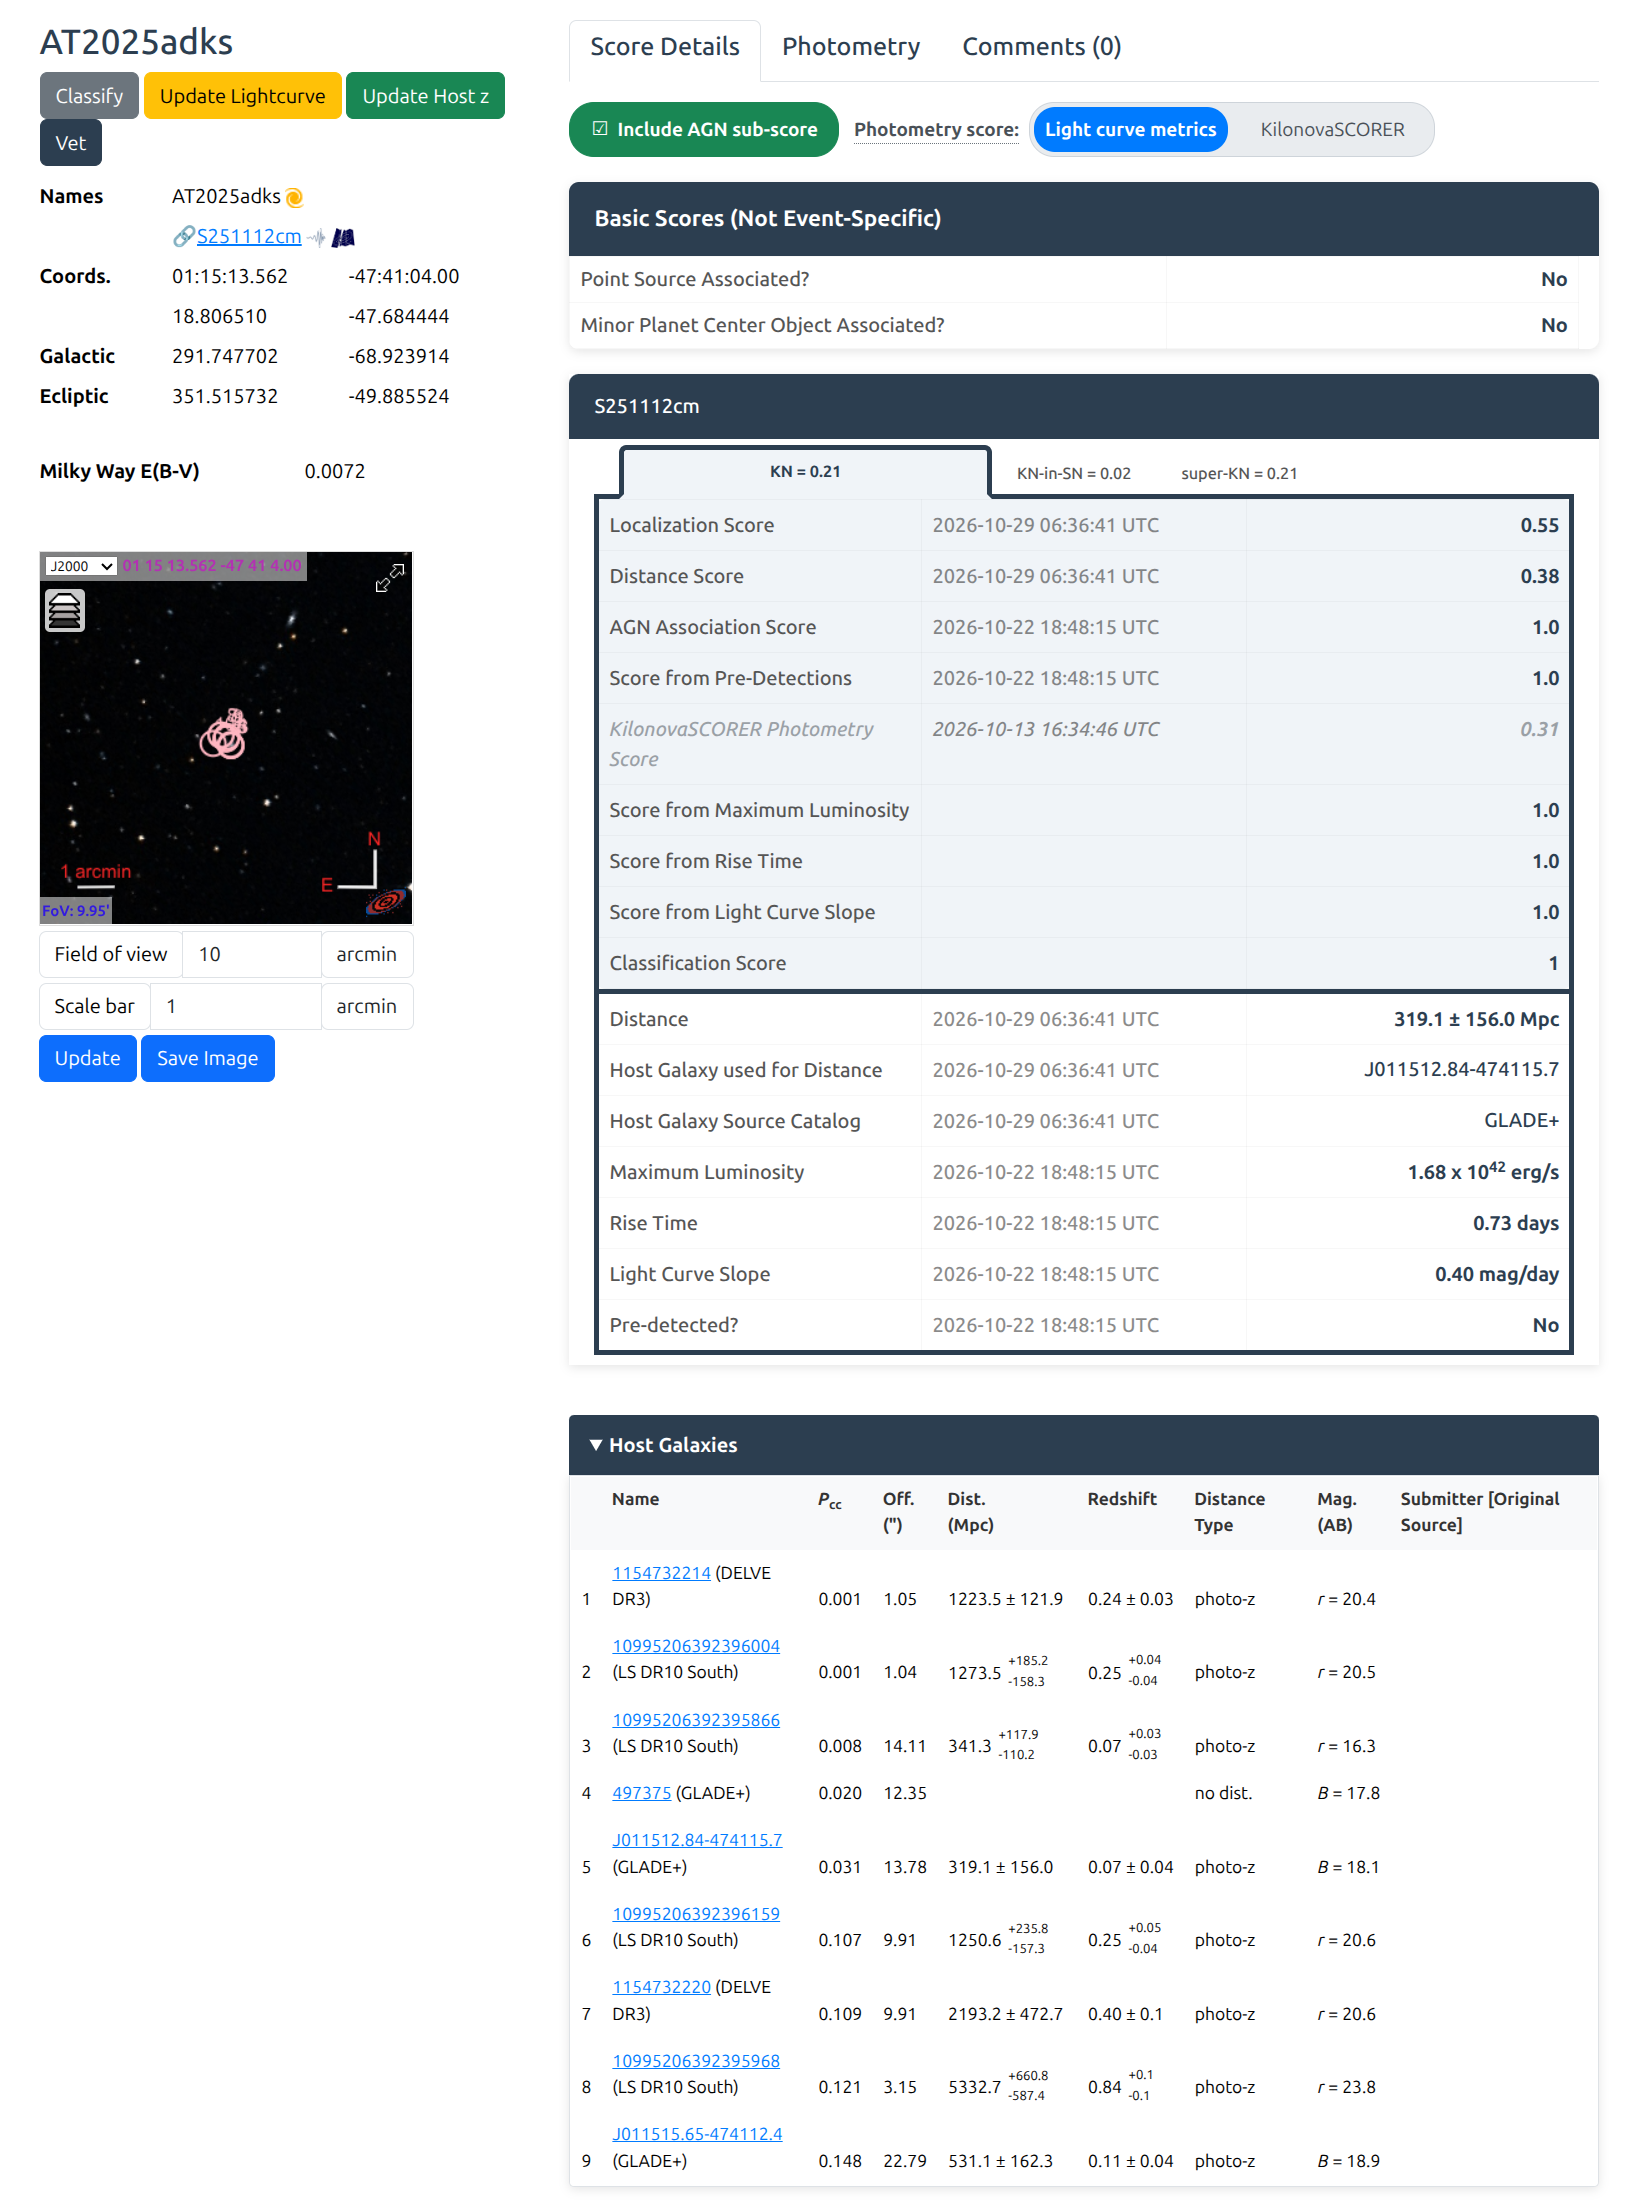 AT2025adks
Classify
Update Lightcurve
Update Host z
Vet
Names AT2025adks
S251112cm
Coords. 01:15:13.562 -47:41:04.00
18.806510 -47.684444
Galactic 291.747702 -68.923914
Ecliptic 351.515732 -49.885524
Milky Way E(B-V) 0.0072
J2000 01 15 13.562 -47 41 4.00
N
1 arcmin
E
FoV: 9.95'
Field of view 10 arcmin
Scale bar 1 arcmin
Update Save Image
Score Details Photometry Comments (0)
☑ Include AGN sub-score Photometry score: Light curve metrics KilonovaSCORER
Basic Scores (Not Event-Specific)
Point Source Associated? No
Minor Planet Center Object Associated? No
S251112cm
KN = 0.21 KN-in-SN = 0.02 super-KN = 0.21
Localization Score 2026-10-29 06:36:41 UTC 0.55
Distance Score 2026-10-29 06:36:41 UTC 0.38
AGN Association Score 2026-10-22 18:48:15 UTC 1.0
Score from Pre-Detections 2026-10-22 18:48:15 UTC 1.0
KilonovaSCORER Photometry 2026-10-13 16:34:46 UTC 0.31
Score
Score from Maximum Luminosity 1.0
Score from Rise Time 1.0
Score from Light Curve Slope 1.0
Classification Score 1
Distance 2026-10-29 06:36:41 UTC 319.1 ± 156.0 Mpc
Host Galaxy used for Distance 2026-10-29 06:36:41 UTC J011512.84-474115.7
Host Galaxy Source Catalog 2026-10-29 06:36:41 UTC GLADE+
Maximum Luminosity 2026-10-22 18:48:15 UTC 1.68 x 10⁴² erg/s
Rise Time 2026-10-22 18:48:15 UTC 0.73 days
Light Curve Slope 2026-10-22 18:48:15 UTC 0.40 mag/day
Pre-detected? 2026-10-22 18:48:15 UTC No
▼ Host Galaxies
Name Pcc Off. Dist. Redshift Distance Mag. Submitter [Original
(") (Mpc) Type (AB) Source]
1154732214 (DELVE
1 DR3) 0.001 1.05 1223.5 ± 121.9 0.24 ± 0.03 photo-z r = 20.4
10995206392396004
2 (LS DR10 South) 0.001 1.04 1273.5 +185.2 -158.3 0.25 +0.04 -0.04 photo-z r = 20.5
10995206392395866
3 (LS DR10 South) 0.008 14.11 341.3 +117.9 -110.2 0.07 +0.03 -0.03 photo-z r = 16.3
4 497375 (GLADE+) 0.020 12.35 no dist. B = 17.8
J011512.84-474115.7
5 (GLADE+) 0.031 13.78 319.1 ± 156.0 0.07 ± 0.04 photo-z B = 18.1
10995206392396159
6 (LS DR10 South) 0.107 9.91 1250.6 +235.8 -157.3 0.25 +0.05 -0.04 photo-z r = 20.6
1154732220 (DELVE
7 DR3) 0.109 9.91 2193.2 ± 472.7 0.40 ± 0.1 photo-z r = 20.6
10995206392395968
8 (LS DR10 South) 0.121 3.15 5332.7 +660.8 -587.4 0.84 +0.1 -0.1 photo-z r = 23.8
J011515.65-474112.4
9 (GLADE+) 0.148 22.79 531.1 ± 162.3 0.11 ± 0.04 photo-z B = 18.9